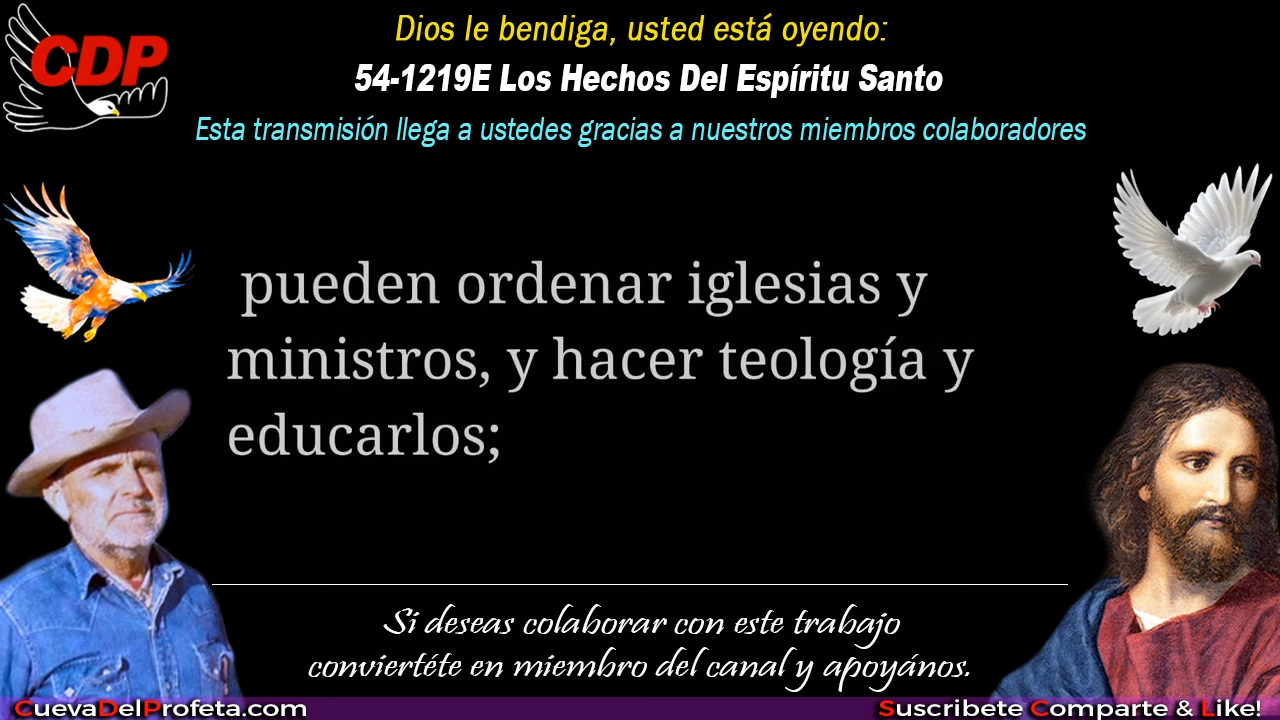 CDP
Dios le bendiga, usted está oyendo:
54-1219E Los Hechos Del Espíritu Santo
Esta transmisión llega a ustedes gracias a nuestros miembros colaboradores
pueden ordenar iglesias y
ministros, y hacer teología y
educarlos;
Si deseas colaborar con este trabajo
conviertéte en miembro del canal y apoyános.
CuevaDelProfeta.com
Suscribete Comparte & Like!